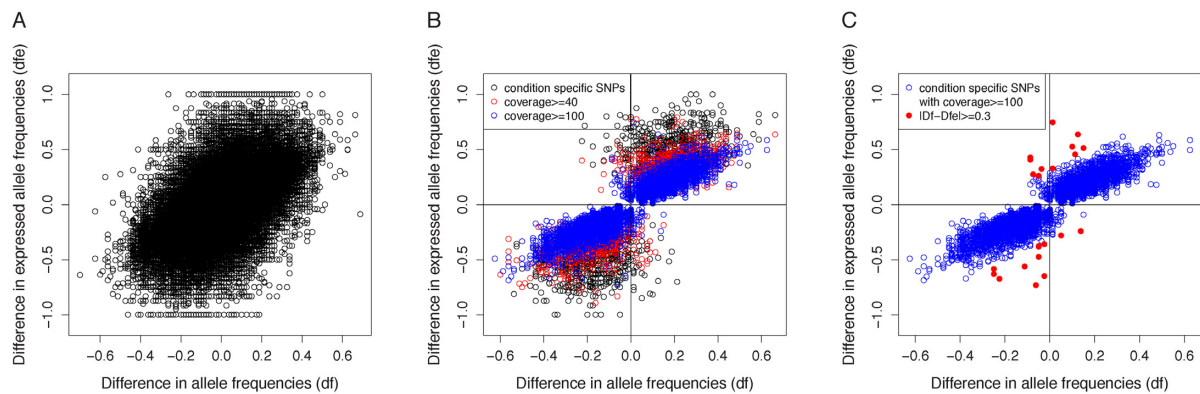 A
Difference in expressed allele frequencies (dfe)
1.0
0.5
0.0
−0.5
−1.0
−0.6 −0.4 −0.2 0.0 0.2 0.4 0.6
Difference in allele frequencies (df)
B
Difference in expressed allele frequencies (dfe)
condition specific SNPs
coverage>=40
coverage>=100
1.0
0.5
0.0
−0.5
−1.0
−0.6 −0.4 −0.2 0.0 0.2 0.4 0.6
Difference in allele frequencies (df)
C
Difference in expressed allele frequencies (dfe)
condition specific SNPs
with coverage>=100
|Df−Dfe|>=0.3
1.0
0.5
0.0
−0.5
−1.0
−0.6 −0.4 −0.2 0.0 0.2 0.4 0.6
Difference in allele frequencies (df)